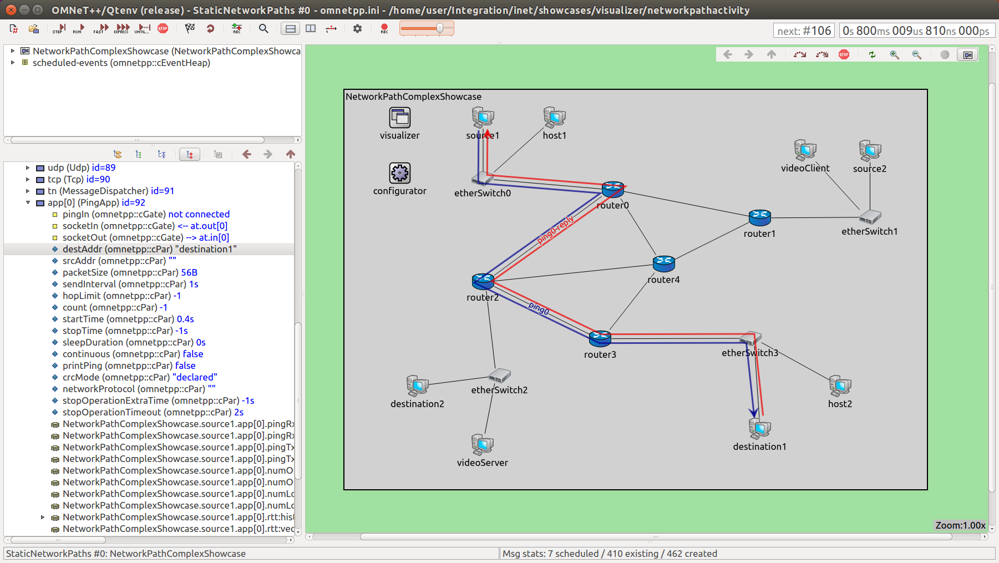 OMNeT++/Qtenv (release) - StaticNetworkPaths #0 - omnetpp.ini - /home/user/Integration/inet/showcases/visualizer/networkpathactivity
STEP RUN FAST EXPRESS UNTIL... STOP REC REC
next: #106 0s 800ms 009us 810ns 000ps
NetworkPathComplexShowcase (NetworkPathComplexShowca
scheduled-events (omnetpp::cEventHeap)
udp (Udp) id=89
tcp (Tcp) id=90
tn (MessageDispatcher) id=91
app[0] (PingApp) id=92
pingIn (omnetpp::cGate) not connected
socketIn (omnetpp::cGate) <-- at.out[0]
socketOut (omnetpp::cGate) --> at.in[0]
destAddr (omnetpp::cPar) "destination1"
srcAddr (omnetpp::cPar) ""
packetSize (omnetpp::cPar) 56B
sendInterval (omnetpp::cPar) 1s
hopLimit (omnetpp::cPar) -1
count (omnetpp::cPar) -1
startTime (omnetpp::cPar) 0.4s
stopTime (omnetpp::cPar) -1s
sleepDuration (omnetpp::cPar) 0s
continuous (omnetpp::cPar) false
printPing (omnetpp::cPar) false
crcMode (omnetpp::cPar) "declared"
networkProtocol (omnetpp::cPar) ""
stopOperationExtraTime (omnetpp::cPar) -1s
stopOperationTimeout (omnetpp::cPar) 2s
NetworkPathComplexShowcase.source1.app[0].pingRx
NetworkPathComplexShowcase.source1.app[0].pingRx
NetworkPathComplexShowcase.source1.app[0].pingTx
NetworkPathComplexShowcase.source1.app[0].pingTx
NetworkPathComplexShowcase.source1.app[0].numO
NetworkPathComplexShowcase.source1.app[0].numO
NetworkPathComplexShowcase.source1.app[0].numLo
NetworkPathComplexShowcase.source1.app[0].numLo
NetworkPathComplexShowcase.source1.app[0].rtt:hist
NetworkPathComplexShowcase.source1.app[0].rtt:vec
STOP
NetworkPathComplexShowcase
visualizer
source1
host1
videoClient
source2
configurator
etherSwitch0
router0
router1
etherSwitch1
ping0-reply
router4
router2
ping0
router3
etherSwitch3
destination2
etherSwitch2
host2
destination1
videoServer
Zoom:1.00x
StaticNetworkPaths #0: NetworkPathComplexShowcase
Msg stats: 7 scheduled / 410 existing / 462 created